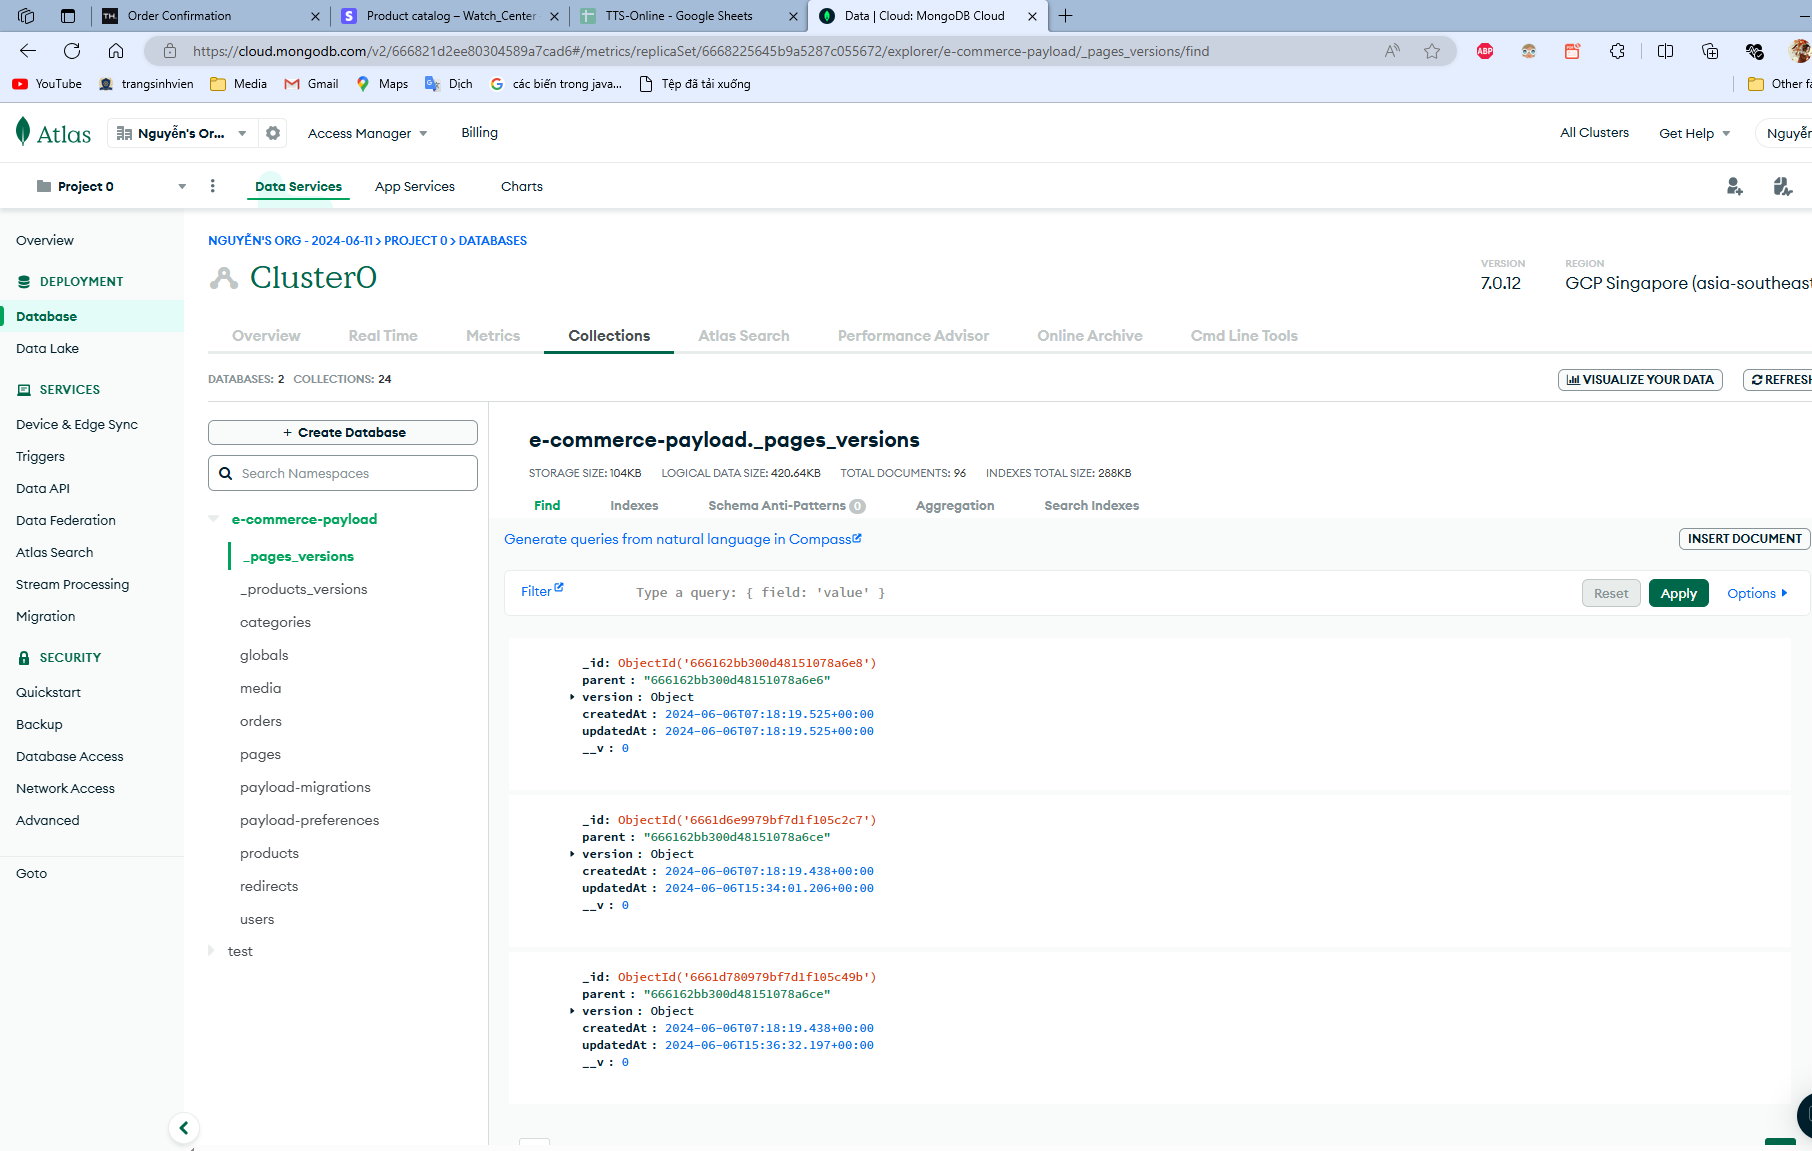 Order Confirmation
Product catalog – Watch_Center
TTS-Online - Google Sheets
Data | Cloud: MongoDB Cloud
https://cloud.mongodb.com/v2/666821d2ee80304589a7cad6#/metrics/replicaSet/6668225645b9a5287c055672/explorer/e-commerce-payload/_pages_versions/find
YouTube
trangsinhvien
Media
Gmail
Maps
Dịch
các biến trong java...
Tệp đã tải xuống
Other fa
Atlas
Nguyễn's Or...
Access Manager
Billing
All Clusters
Get Help
Nguyễn
Project 0
Data Services
App Services
Charts
Overview
DEPLOYMENT
Database
Data Lake
SERVICES
Device & Edge Sync
Triggers
Data API
Data Federation
Atlas Search
Stream Processing
Migration
SECURITY
Quickstart
Backup
Database Access
Network Access
Advanced
Goto
NGUYỄN'S ORG - 2024-06-11 > PROJECT 0 > DATABASES
Cluster0
VERSION
7.0.12
REGION
GCP Singapore (asia-southeast
Overview
Real Time
Metrics
Collections
Atlas Search
Performance Advisor
Online Archive
Cmd Line Tools
DATABASES: 2 COLLECTIONS: 24
VISUALIZE YOUR DATA
REFRESH
+ Create Database
Search Namespaces
e-commerce-payload
_pages_versions
_products_versions
categories
globals
media
orders
pages
payload-migrations
payload-preferences
products
redirects
users
test
e-commerce-payload._pages_versions
STORAGE SIZE: 104KB LOGICAL DATA SIZE: 420.64KB TOTAL DOCUMENTS: 96 INDEXES TOTAL SIZE: 288KB
Find
Indexes
Schema Anti-Patterns 0
Aggregation
Search Indexes
Generate queries from natural language in Compass
INSERT DOCUMENT
Filter
Type a query: { field: 'value' }
Reset
Apply
Options
_id: ObjectId('666162bb300d48151078a6e8')
parent : "666162bb300d48151078a6e6"
version : Object
createdAt : 2024-06-06T07:18:19.525+00:00
updatedAt : 2024-06-06T07:18:19.525+00:00
__v : 0
_id: ObjectId('6661d6e9979bf7d1f105c2c7')
parent : "666162bb300d48151078a6ce"
version : Object
createdAt : 2024-06-06T07:18:19.438+00:00
updatedAt : 2024-06-06T15:34:01.206+00:00
__v : 0
_id: ObjectId('6661d780979bf7d1f105c49b')
parent : "666162bb300d48151078a6ce"
version : Object
createdAt : 2024-06-06T07:18:19.438+00:00
updatedAt : 2024-06-06T15:36:32.197+00:00
__v : 0